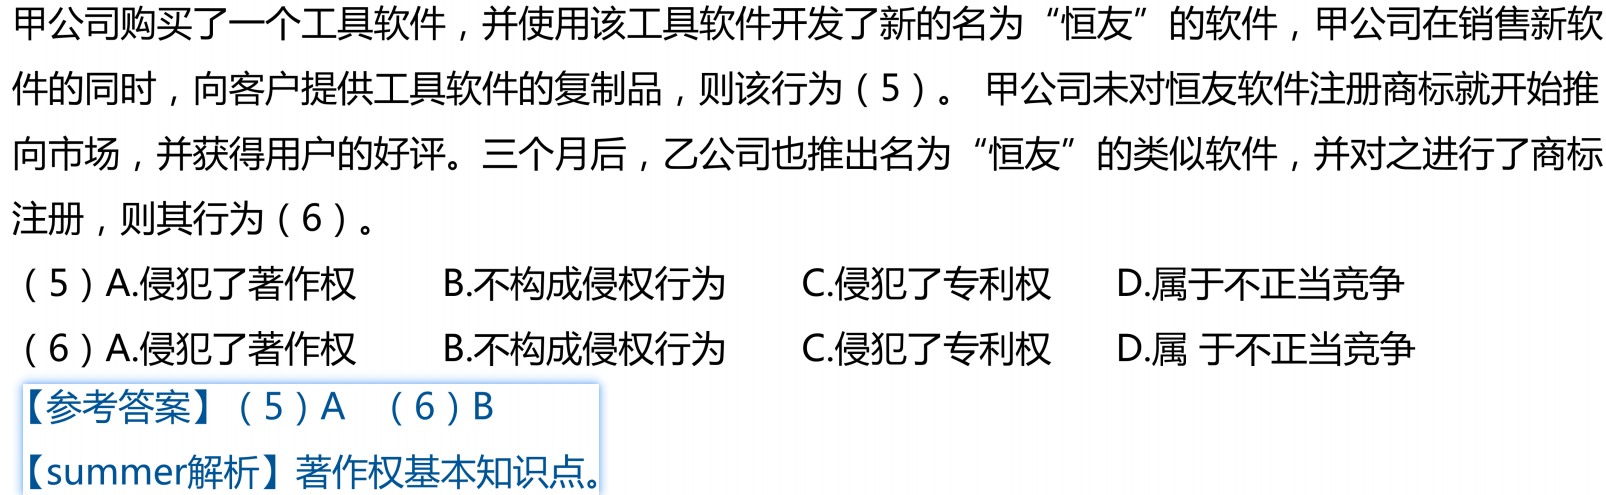 甲公司购买了一个工具软件，并使用该工具软件开发了新的名为“恒友”的软件，甲公司在销售新软
件的同时，向客户提供工具软件的复制品，则该行为（5）。 甲公司未对恒友软件注册商标就开始推
向市场，并获得用户的好评。三个月后，乙公司也推出名为“恒友”的类似软件，并对之进行了商标
注册，则其行为（6）。
（5）A.侵犯了著作权 B.不构成侵权行为 C.侵犯了专利权 D.属于不正当竞争
（6）A.侵犯了著作权 B.不构成侵权行为 C.侵犯了专利权 D.属 于不正当竞争
【参考答案】（5）A （6）B
【summer解析】著作权基本知识点。